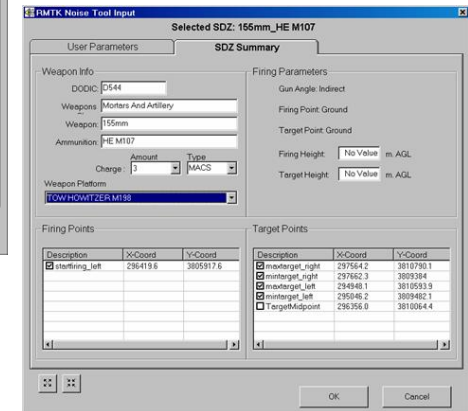 RMTK Noise Tool Input
Selected SDZ: 155mm_HE M107
User Parameters
SDZ Summary
Weapon Info
DODIC: D544
Weapons Mortars And Artillery
Weapon: 155mm
Ammunition: HE M107
Amount Type
Charge : 3 MACS
Weapon Platform
TOW HOWITZER M198
Firing Parameters
Gun Angle: Indirect
Firing Point: Ground
Target Point: Ground
Firing Height: No Value m. AGL
Target Height: No Value m. AGL
Firing Points
Description X-Coord Y-Coord
startfiring_left 296419.6 3805917.6
Target Points
Description X-Coord Y-Coord
maxtarget_right 297564.2 3810790.1
mintarget_right 297662.3 3809384
maxtarget_left 294948.1 3810593.9
mintarget_left 295046.2 3809482.1
TargetMidpoint 296356.0 3810064.4
OK Cancel